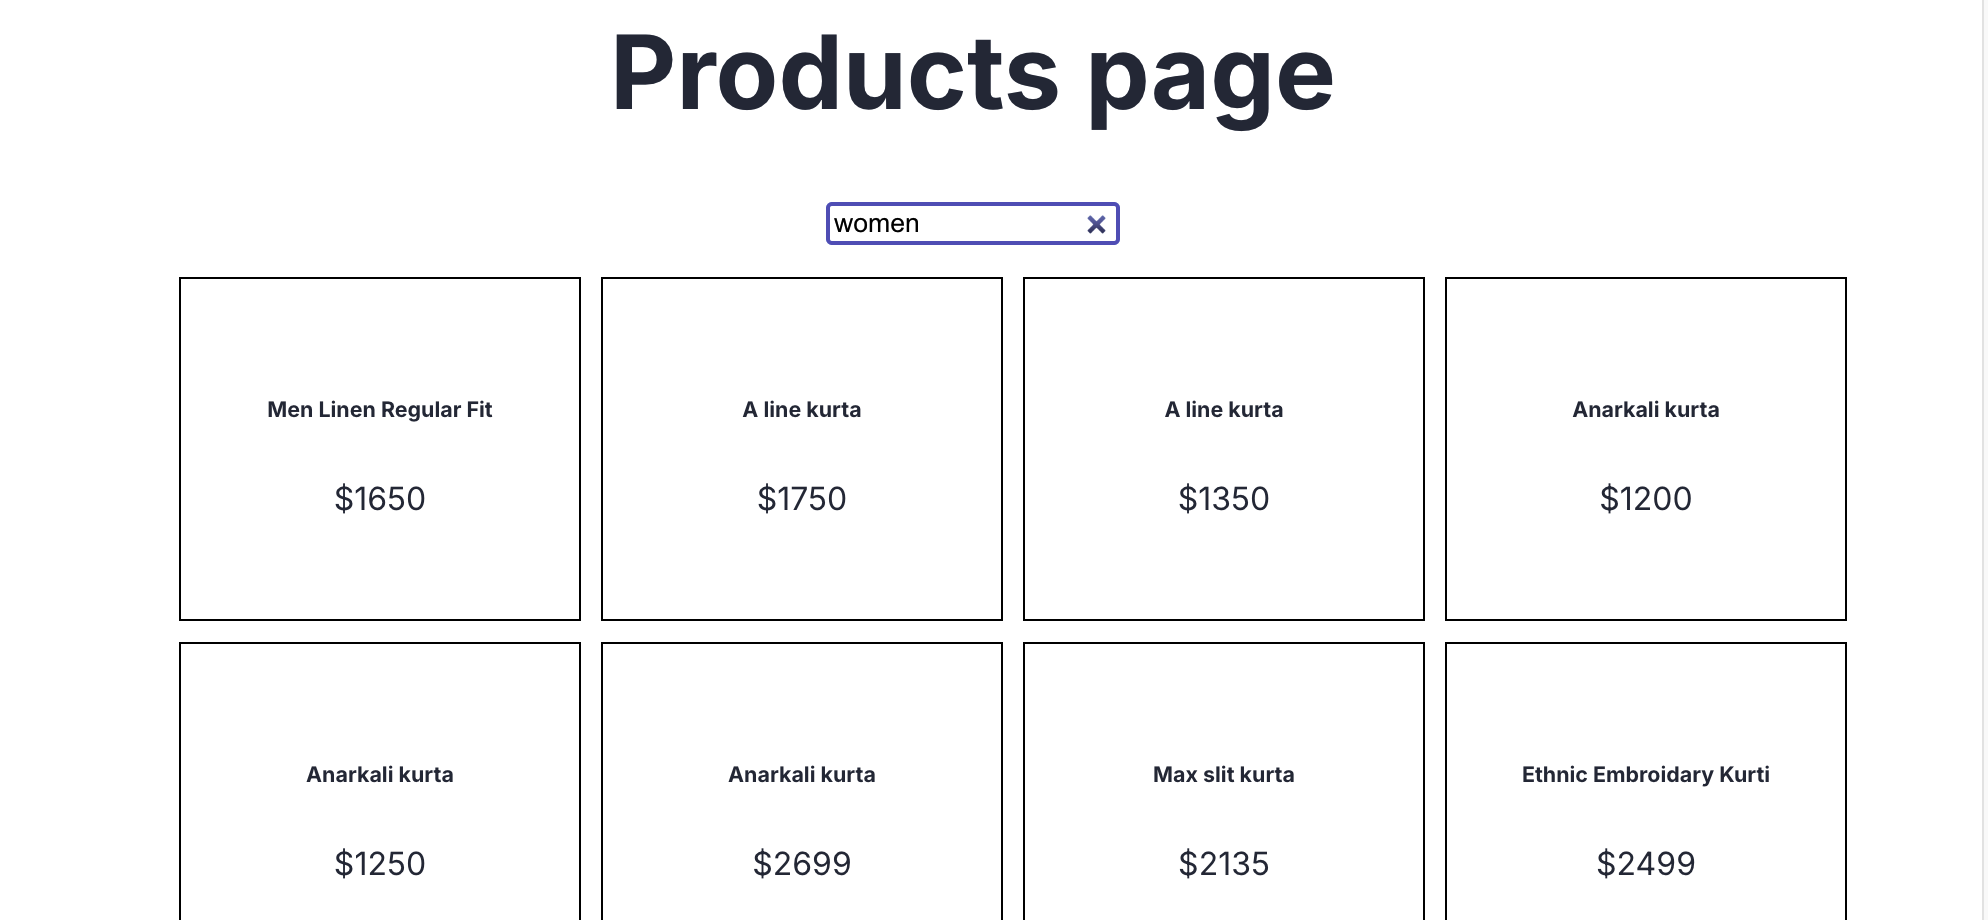 Products page
women
Men Linen Regular Fit
$1650
A line kurta
$1750
A line kurta
$1350
Anarkali kurta
$1200
Anarkali kurta
$1250
Anarkali kurta
$2699
Max slit kurta
$2135
Ethnic Embroidary Kurti
$2499